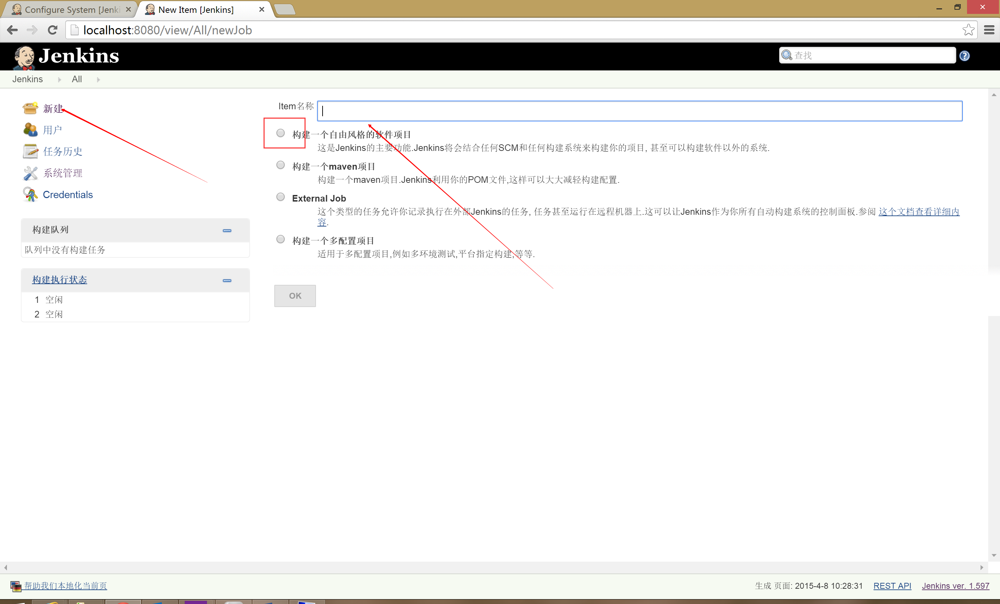 Configure System [Jenki
New Item [Jenkins]
localhost:8080/view/All/newJob
Jenkins
查找
Jenkins All
新建
用户
任务历史
系统管理
Credentials
构建队列
队列中没有构建任务
构建执行状态
1 空闲
2 空闲
Item名称
构建一个自由风格的软件项目
这是Jenkins的主要功能.Jenkins将会结合任何SCM和任何构建系统来构建你的项目, 甚至可以构建软件以外的系统.
构建一个maven项目
构建一个maven项目.Jenkins利用你的POM文件,这样可以大大减轻构建配置.
External Job
这个类型的任务允许你记录执行在外部Jenkins的任务, 任务甚至运行在远程机器上.这可以让Jenkins作为你所有自动构建系统的控制面板.参阅 这个文档查看详细内
容.
构建一个多配置项目
适用于多配置项目,例如多环境测试,平台指定构建,等等.
OK
帮助我们本地化当前页
生成 页面: 2015-4-8 10:28:31 REST API Jenkins ver. 1.597